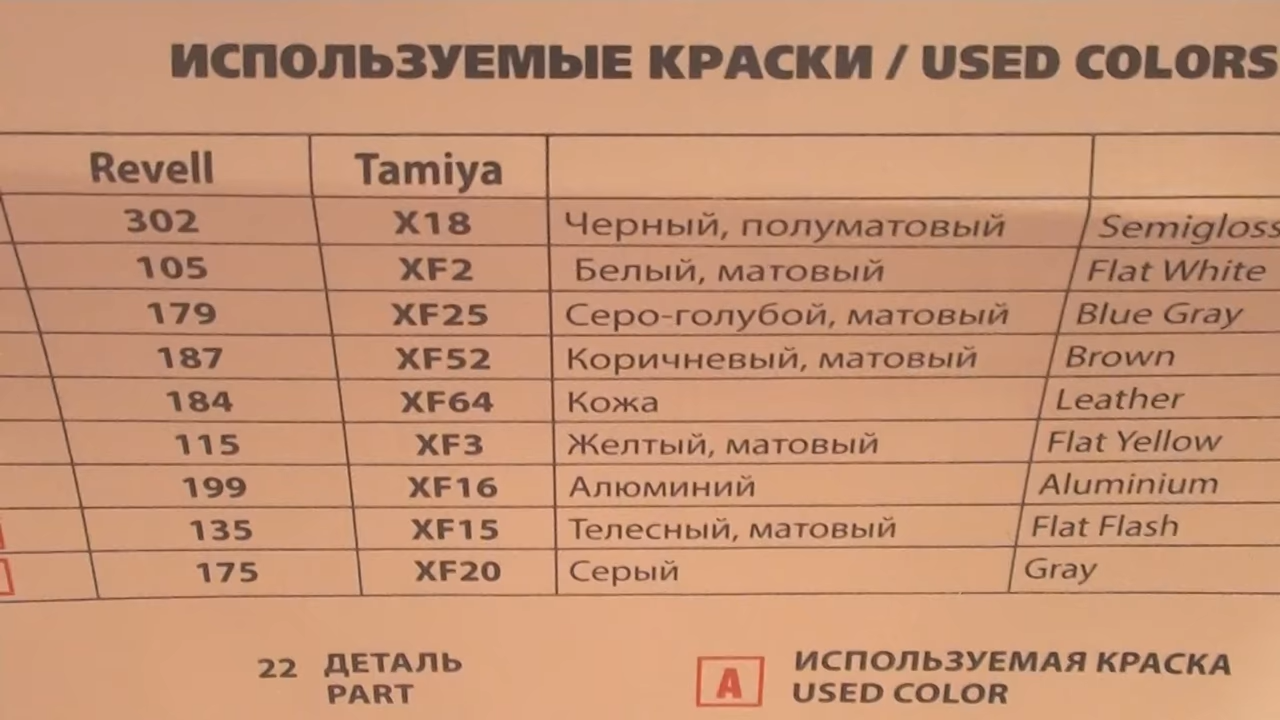 ИСПОЛЬЗУЕМЫЕ КРАСКИ / USED COLORS
Revell Tamiya
302 X18 Черный, полуматовый Semigloss
105 XF2 Белый, матовый Flat White
179 XF25 Серо-голубой, матовый Blue Gray
187 XF52 Коричневый, матовый Brown
184 XF64 Кожа Leather
115 XF3 Желтый, матовый Flat Yellow
199 XF16 Алюминий Aluminium
135 XF15 Телесный, матовый Flat Flash
175 XF20 Серый Gray
22 ДЕТАЛЬ
PART
A ИСПОЛЬЗУЕМАЯ КРАСКА
USED COLOR